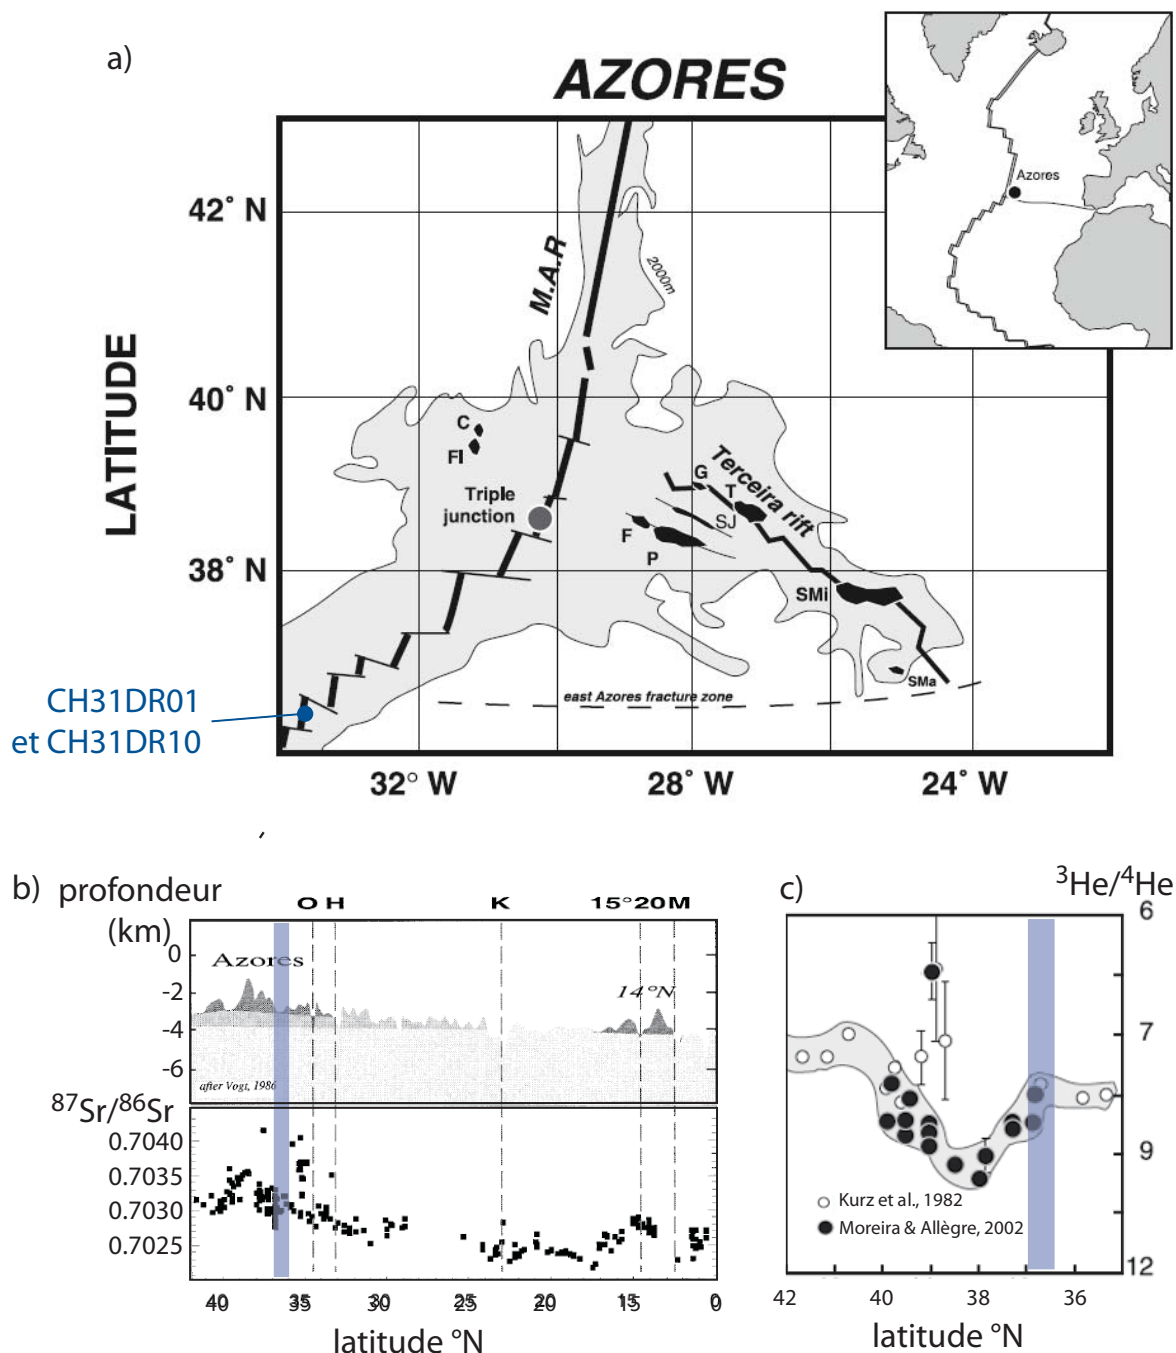 a)
AZORES
Azores
42° N
40° N
38° N
LATITUDE
M.A.R
2000m
C
Fl
Triple
junction
G
T
Terceira rift
SJ
F
P
SMi
SMa
east Azores fracture zone
CH31DR01
et CH31DR10
32° W
28° W
24° W
b) profondeur
(km)
O H K 15°20 M
0
-2
-4
-6
Azores
14°N
after Vogt, 1986
87Sr/86Sr
0.7040
0.7035
0.7030
0.7025
40 35 30 25 20 15 0
latitude °N
c)
3He/4He
6
7
8
9
12
Kurz et al., 1982
Moreira & Allègre, 2002
42 40 38 36
latitude °N